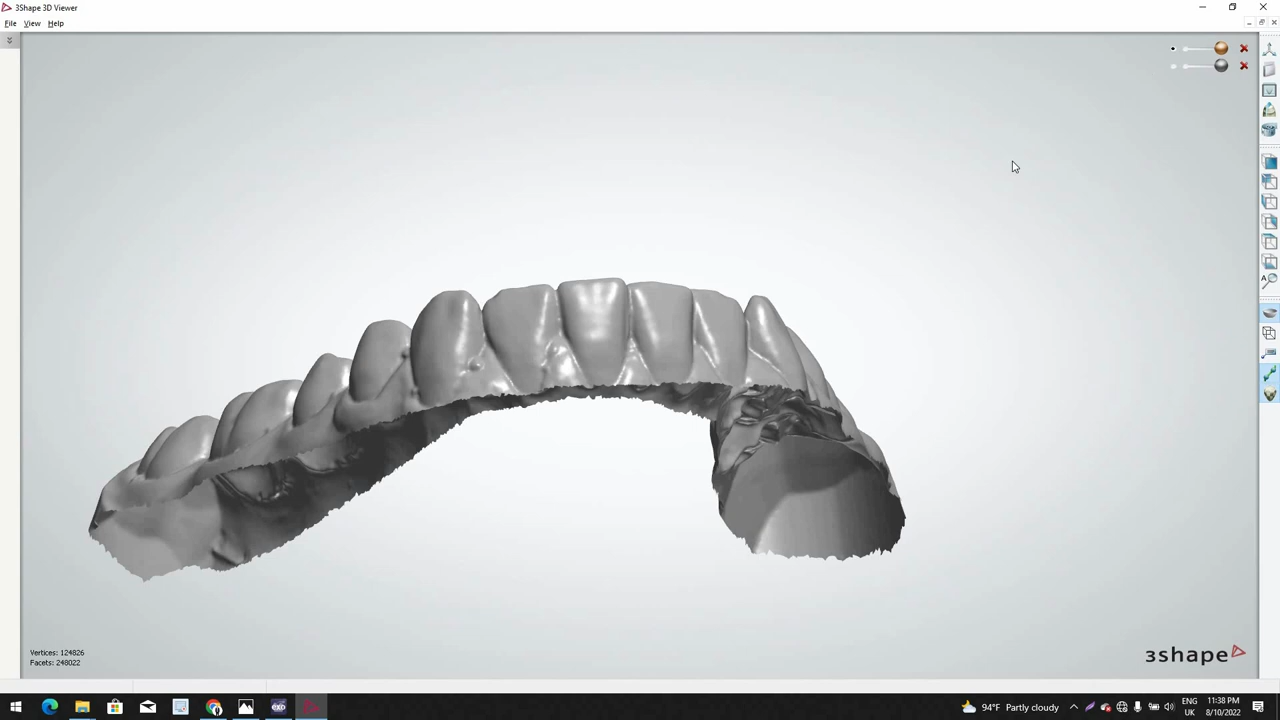 3Shape 3D Viewer
File View Help
Vertices: 124826
Facets: 248022
3shape
94°F Partly cloudy
ENG
UK
11:38 PM
8/10/2022